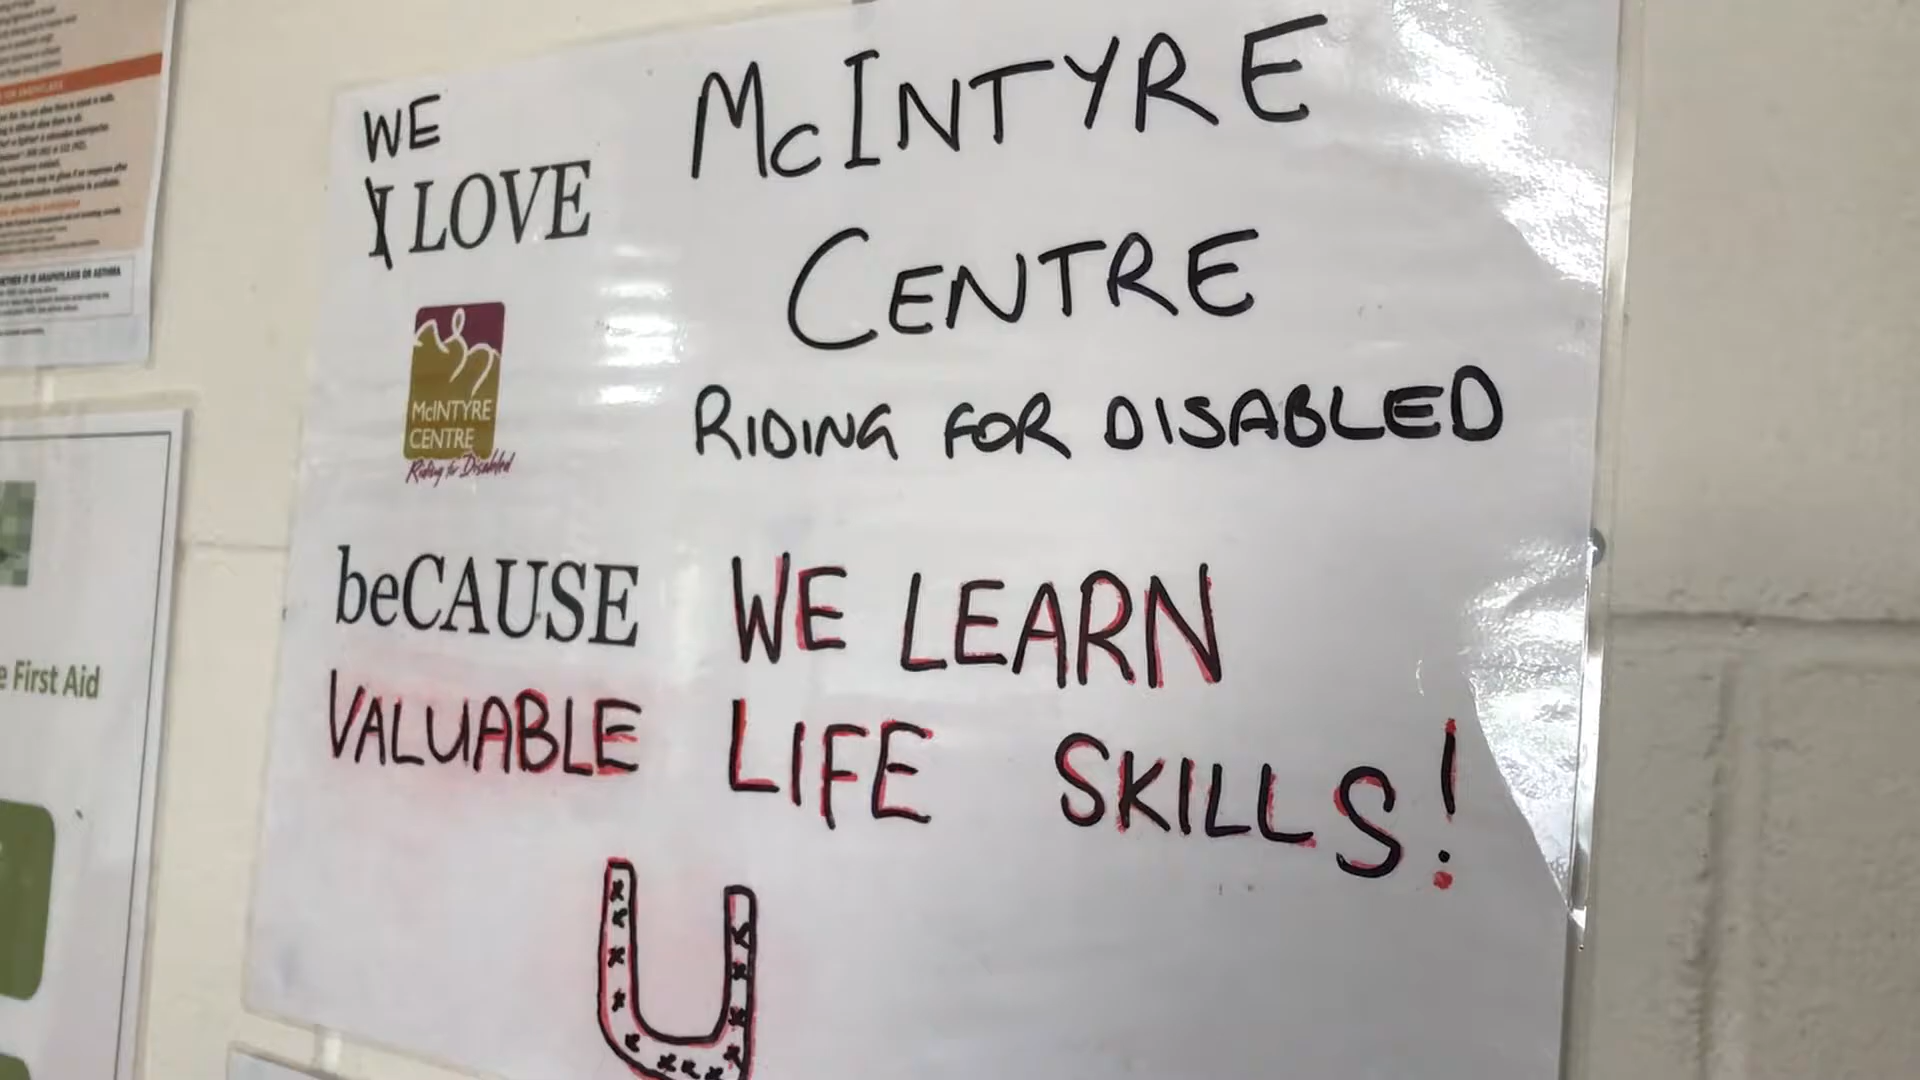 WE
I LOVE
McINTYRE
CENTRE
RIDING FOR DISABLED
McINTYRE
CENTRE
Riding for Disabled
beCAUSE WE LEARN
VALUABLE LIFE SKILLS!
First Aid